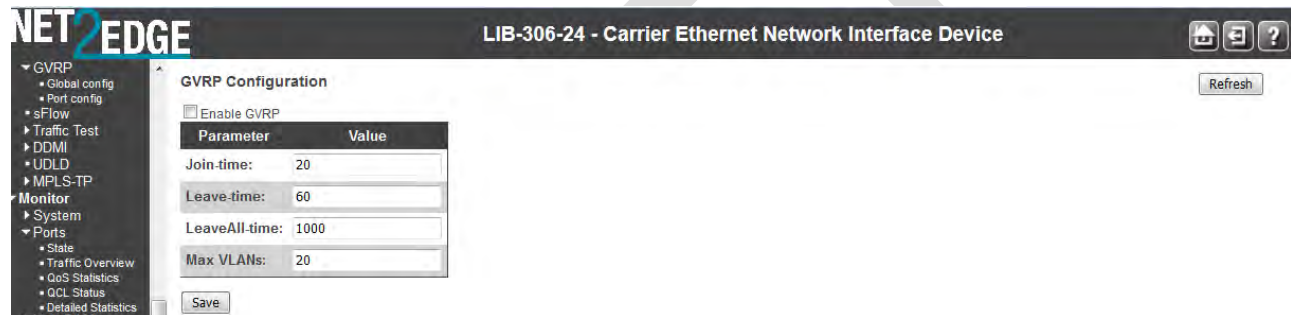 NET2EDGE
LIB-306-24 - Carrier Ethernet Network Interface Device
GVRP
Global config
Port config
sFlow
Traffic Test
DDMI
UDLD
MPLS-TP
Monitor
System
Ports
State
Traffic Overview
QoS Statistics
QCL Status
Detailed Statistics
GVRP Configuration
Refresh
Enable GVRP
Parameter Value
Join-time: 20
Leave-time: 60
LeaveAll-time: 1000
Max VLANs: 20
Save
?